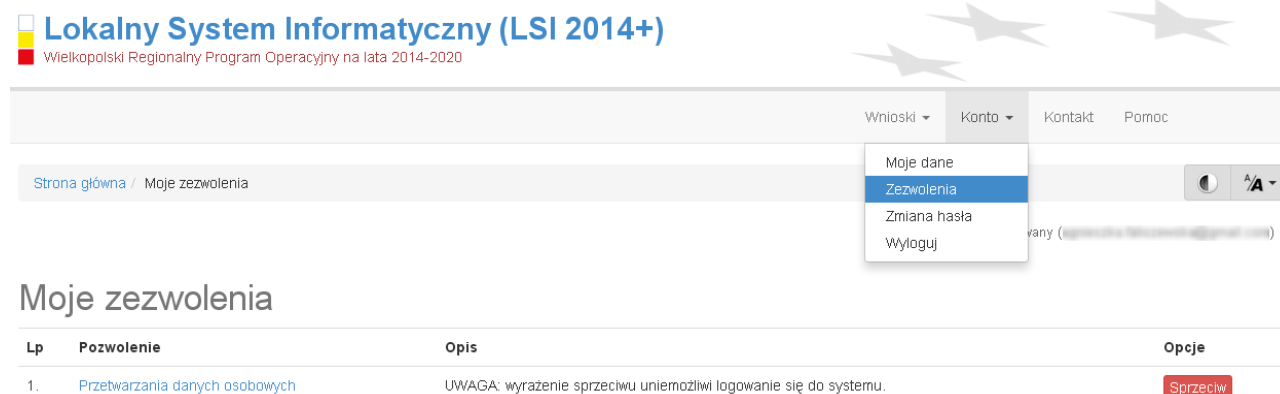 Lokalny System Informatyczny (LSI 2014+)
Wielkopolski Regionalny Program Operacyjny na lata 2014-2020
Wnioski Konto Kontakt Pomoc
Moje dane
Strona główna / Moje zezwolenia
Zezwolenia
A/A
Zmiana hasła
Wyloguj
Moje zezwolenia
Lp Pozwolenie Opis Opcje
1. Przetwarzania danych osobowych UWAGA: wyrażenie sprzeciwu uniemożliwi logowanie się do systemu. Sprzeciw